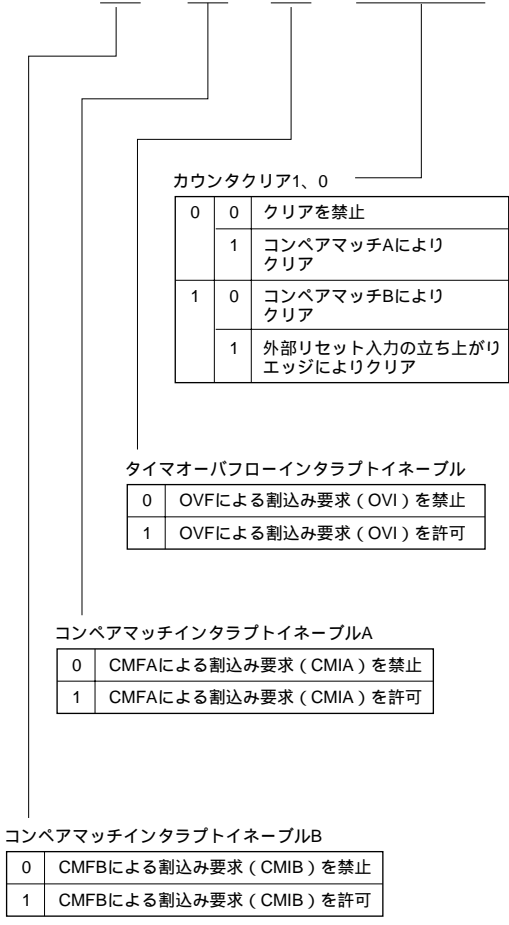 カウンタクリア1、0
0 0 クリアを禁止
1 コンペアマッチAにより
クリア
1 0 コンペアマッチBにより
クリア
1 外部リセット入力の立ち上がり
エッジによりクリア
タイマオーバフローインタラプトイネーブル
0 OVFによる割込み要求（OVI）を禁止
1 OVFによる割込み要求（OVI）を許可
コンペアマッチインタラプトイネーブルA
0 CMFAによる割込み要求（CMIA）を禁止
1 CMFAによる割込み要求（CMIA）を許可
コンペアマッチインタラプトイネーブルB
0 CMFBによる割込み要求（CMIB）を禁止
1 CMFBによる割込み要求（CMIB）を許可